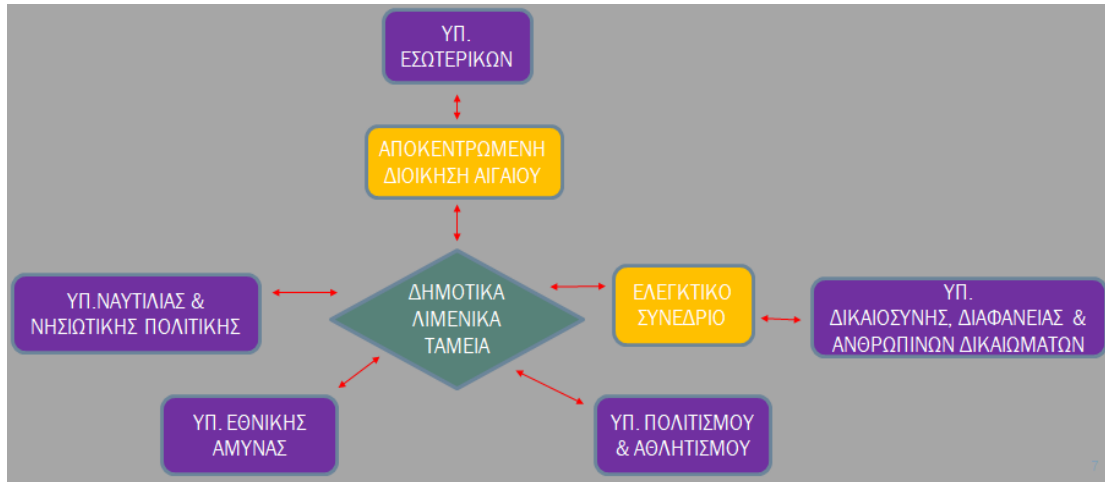 ΥΠ.
ΕΣΩΤΕΡΙΚΩΝ
ΑΠΟΚΕΝΤΡΩΜΕΝΗ
ΔΙΟΙΚΗΣΗ ΑΙΓΑΙΟΥ
ΥΠ.ΝΑΥΤΙΛΙΑΣ &
ΝΗΣΙΩΤΙΚΗΣ ΠΟΛΙΤΙΚΗΣ
ΔΗΜΟΤΙΚΑ
ΛΙΜΕΝΙΚΑ
ΤΑΜΕΙΑ
ΕΛΕΓΚΤΙΚΟ
ΣΥΝΕΔΡΙΟ
ΥΠ.
ΔΙΚΑΙΟΣΥΝΗΣ, ΔΙΑΦΑΝΕΙΑΣ &
ΑΝΘΡΩΠΙΝΩΝ ΔΙΚΑΙΩΜΑΤΩΝ
ΥΠ. ΕΘΝΙΚΗΣ
ΑΜΥΝΑΣ
ΥΠ. ΠΟΛΙΤΙΣΜΟΥ
& ΑΘΛΗΤΙΣΜΟΥ
7